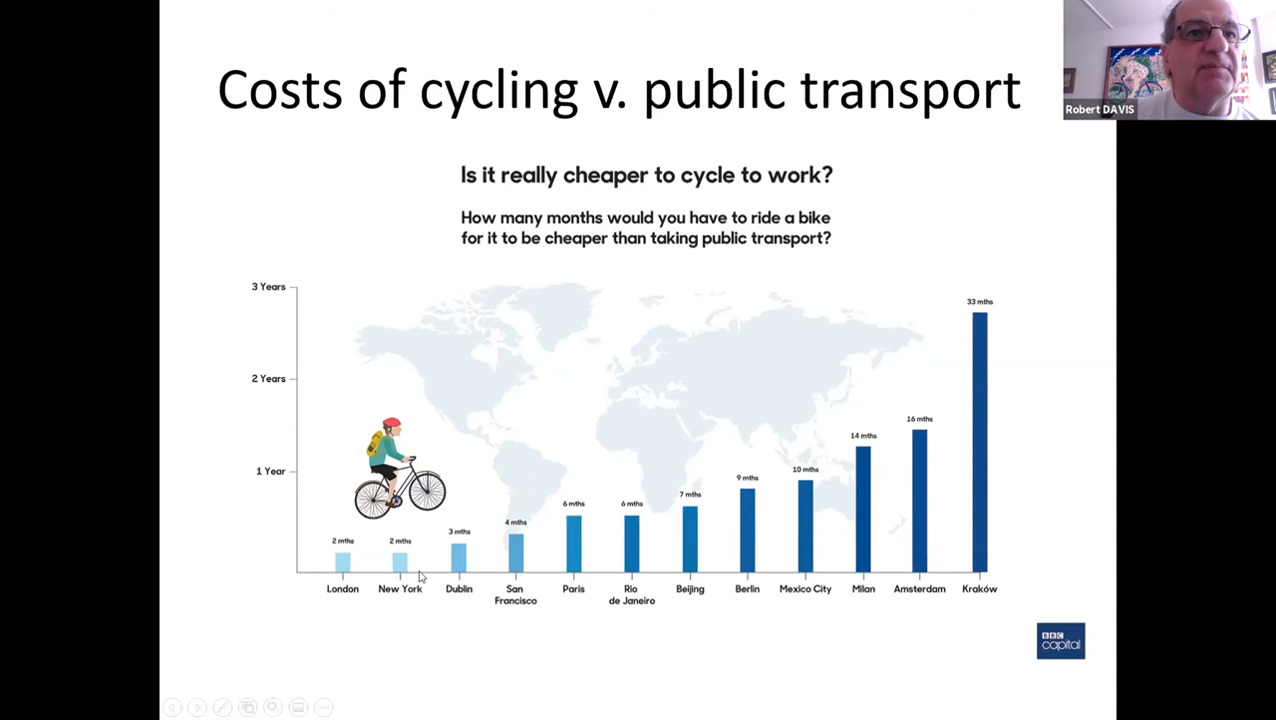 Costs of cycling v. public transport
Robert DAVIS
Is it really cheaper to cycle to work?
How many months would you have to ride a bike
for it to be cheaper than taking public transport?
3 Years
2 Years
1 Year
2 mths
2 mths
3 mths
4 mths
6 mths
6 mths
7 mths
9 mths
10 mths
14 mths
16 mths
33 mths
London
New York
Dublin
San
Francisco
Paris
Rio
de Janeiro
Beijing
Berlin
Mexico City
Milan
Amsterdam
Kraków
BBC
capital